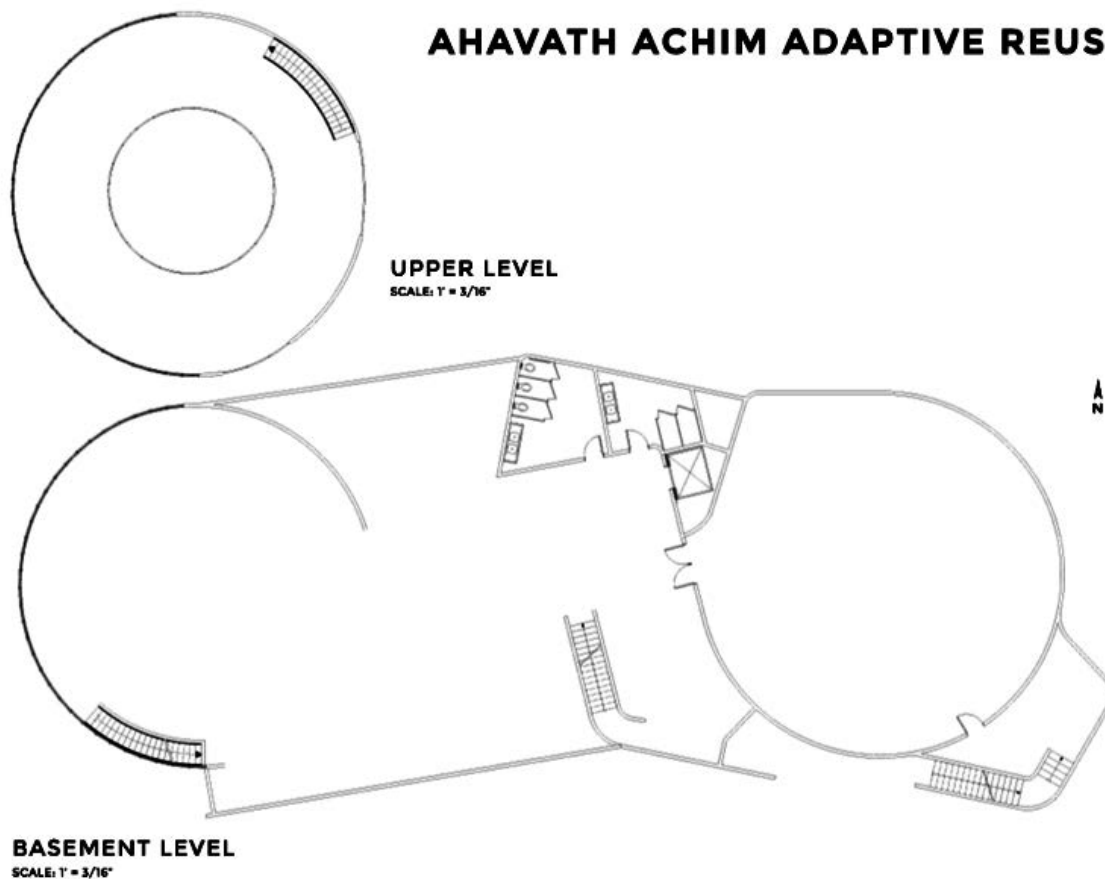 AHAVATH ACHIM ADAPTIVE REUS
UPPER LEVEL
SCALE: 1' = 3/16"
N
BASEMENT LEVEL
SCALE: 1' = 3/16"